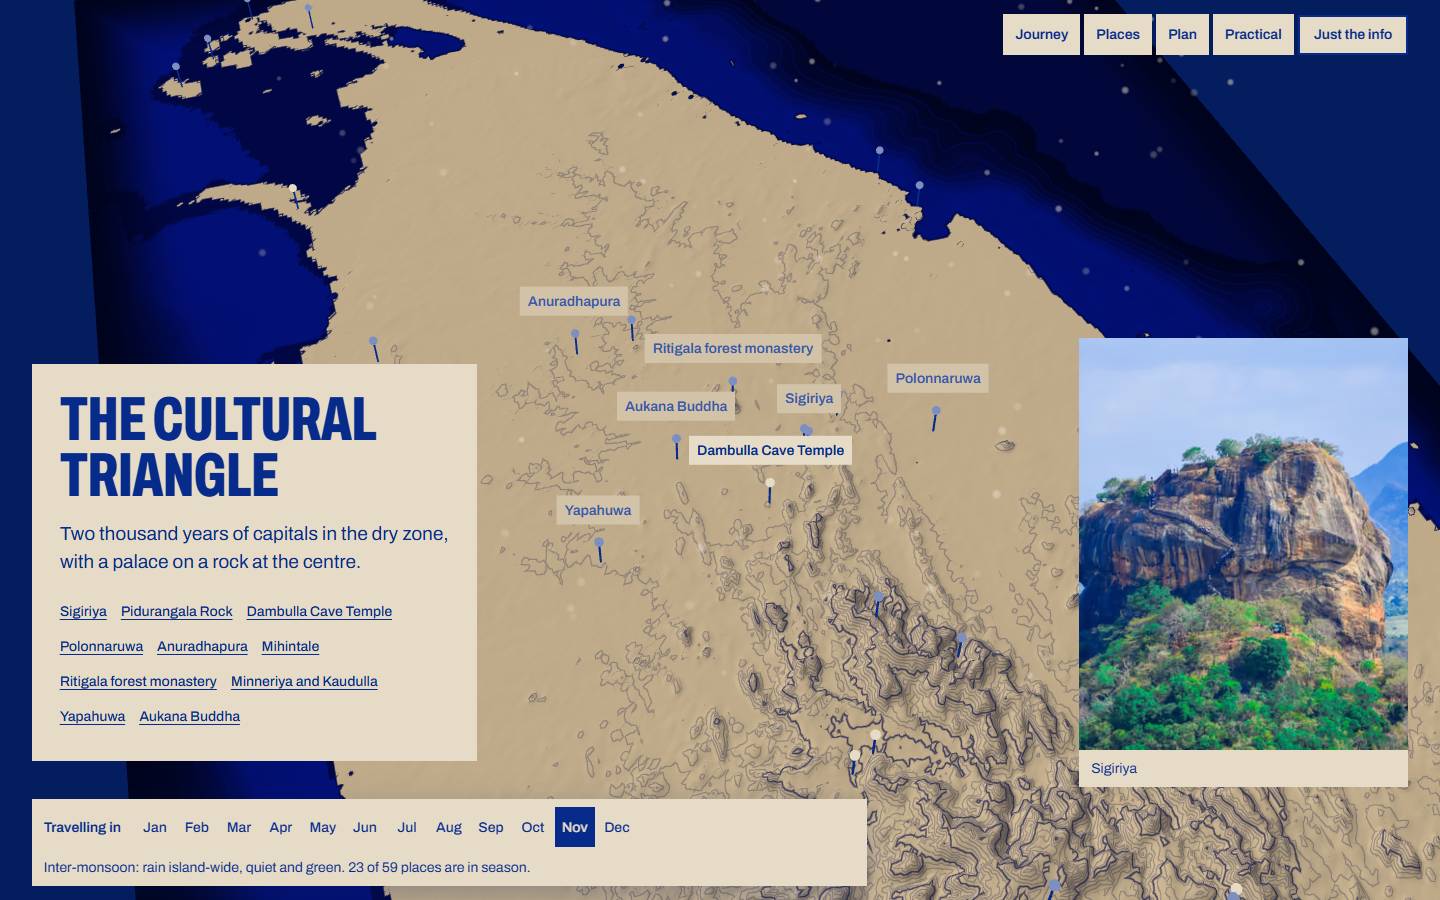 Journey
Places
Plan
Practical
Just the info
Anuradhapura
Ritigala forest monastery
Polonnaruwa
Aukana Buddha
Sigiriya
Dambulla Cave Temple
Yapahuwa
THE CULTURAL
TRIANGLE
Two thousand years of capitals in the dry zone,
with a palace on a rock at the centre.
Sigiriya Pidurangala Rock Dambulla Cave Temple
Polonnaruwa Anuradhapura Mihintale
Ritigala forest monastery Minneriya and Kaudulla
Yapahuwa Aukana Buddha
Sigiriya
Travelling in Jan Feb Mar Apr May Jun Jul Aug Sep Oct Nov Dec
Inter-monsoon: rain island-wide, quiet and green. 23 of 59 places are in season.